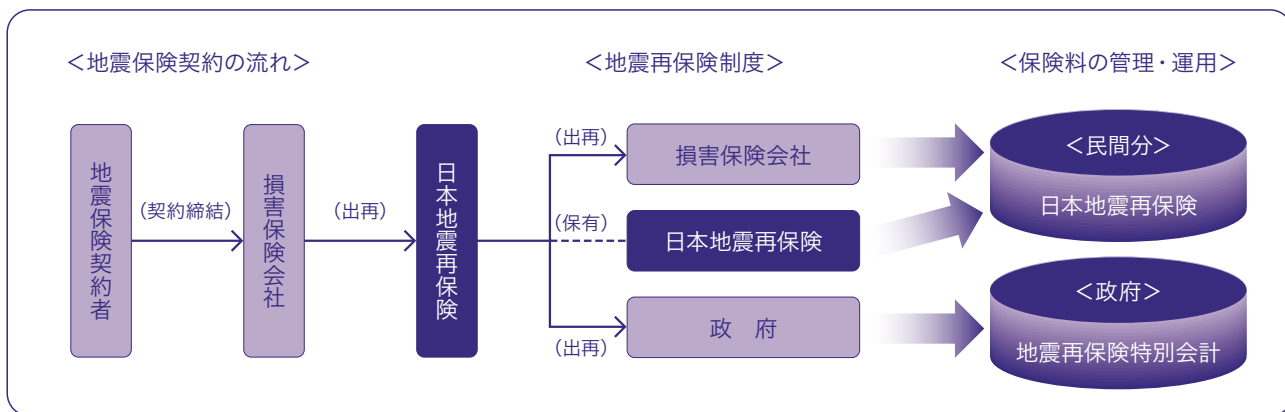 ＜地震保険契約の流れ＞
＜地震再保険制度＞
＜保険料の管理・運用＞
地震保険契約者
（契約締結）
損害保険会社
（出再）
日本地震再保険
（出再）
損害保険会社
（保有）
日本地震再保険
（出再）
政　府
＜民間分＞
日本地震再保険
＜政府＞
地震再保険特別会計